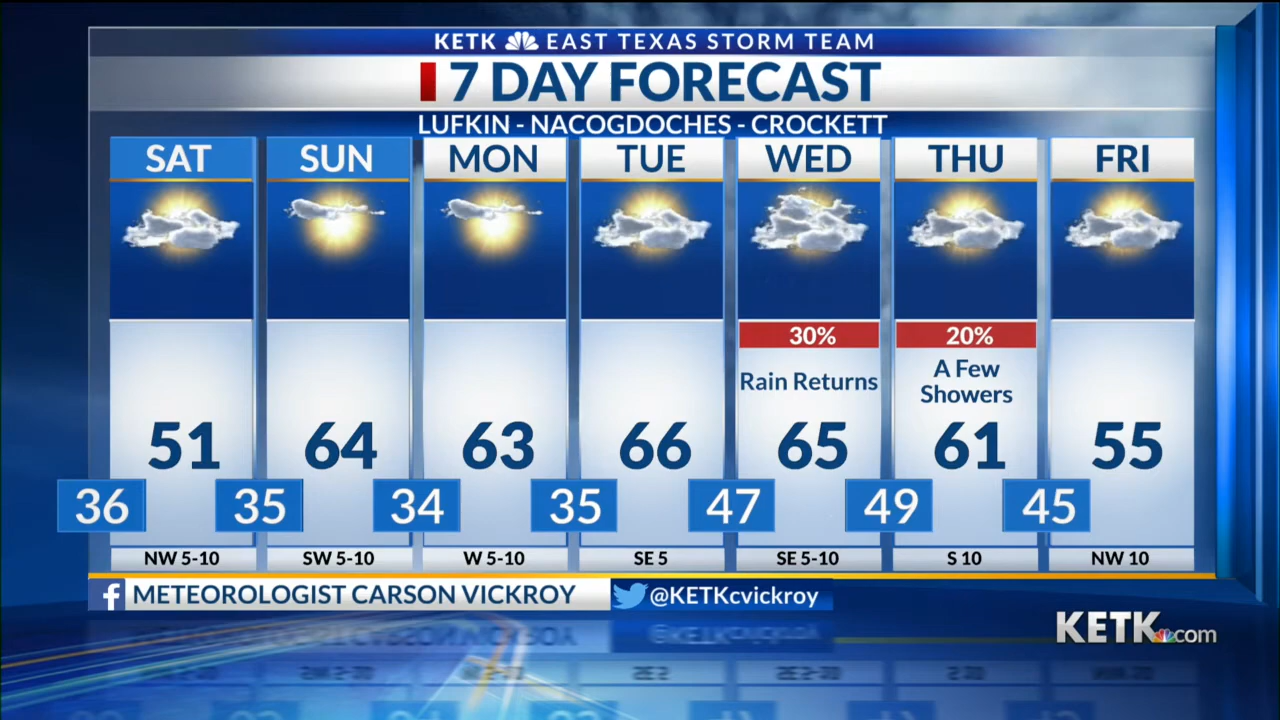 KETK EAST TEXAS STORM TEAM
7 DAY FORECAST
LUFKIN - NACOGDOCHES - CROCKETT
SAT SUN MON TUE WED THU FRI
30% 20%
Rain Returns A Few
Showers
51 64 63 66 65 61 55
36 35 34 35 47 49 45
NW 5-10 SW 5-10 W 5-10 SE 5 SE 5-10 S 10 NW 10
f METEOROLOGIST CARSON VICKROY @KETKcvickroy
KETK.com